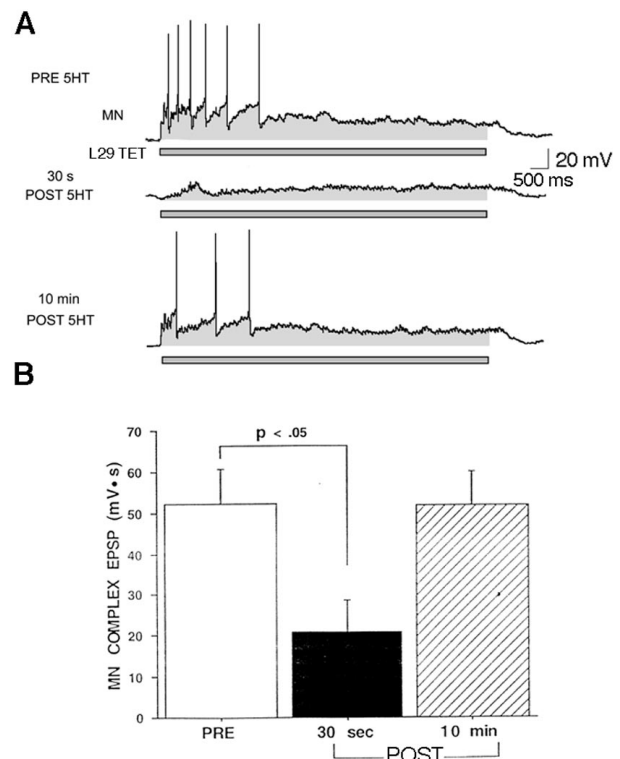 A
PRE 5HT
MN
L29 TET
20 mV
500 ms
30 s
POST 5HT
10 min
POST 5HT
B
MN COMPLEX EPSP (mV•s)
70
60
50
40
30
20
10
0
p < .05
PRE
30 sec
10 min
POST